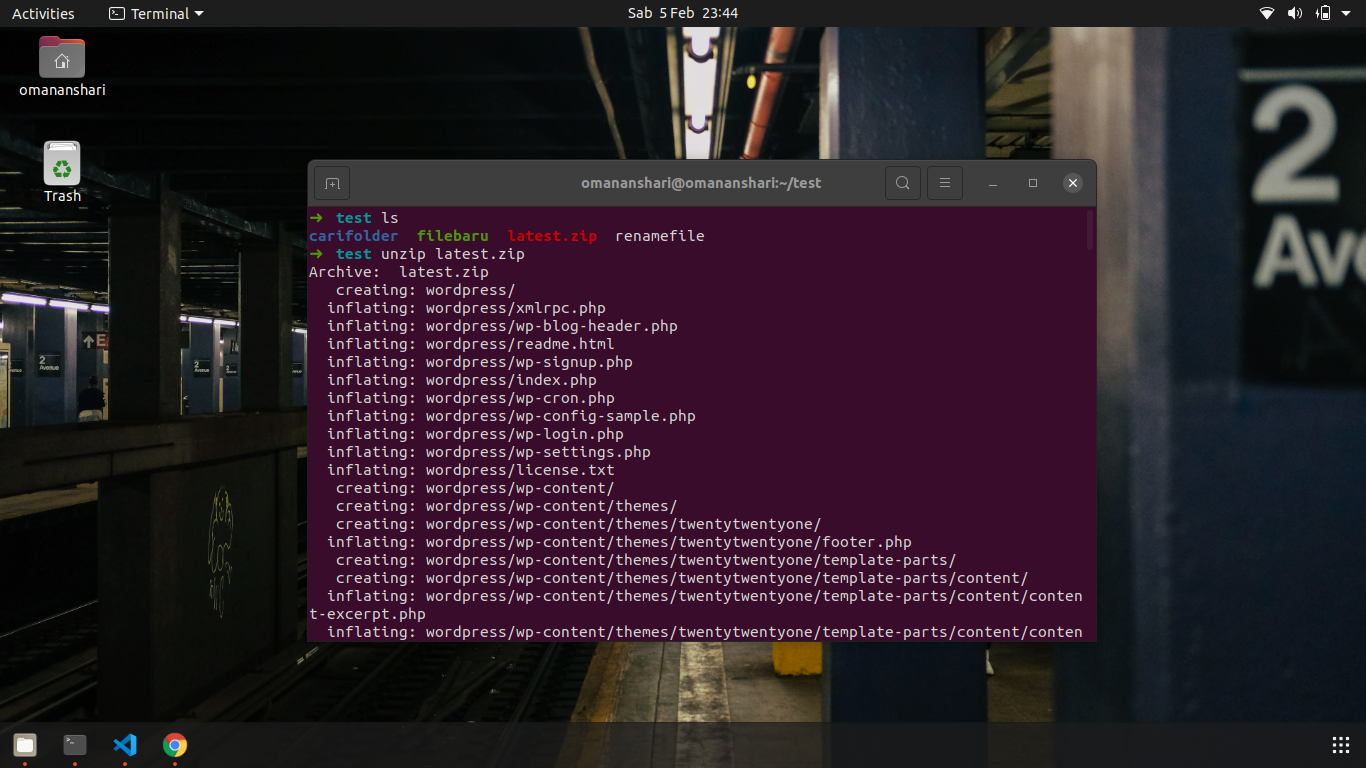 Activities
Terminal
Sab 5 Feb 23:44
omananshari
Trash
omananshari@omananshari:~/test
➜ test ls
carifolder filebaru latest.zip renamefile
➜ test unzip latest.zip
Archive: latest.zip
creating: wordpress/
inflating: wordpress/xmlrpc.php
inflating: wordpress/wp-blog-header.php
inflating: wordpress/readme.html
inflating: wordpress/wp-signup.php
inflating: wordpress/index.php
inflating: wordpress/wp-cron.php
inflating: wordpress/wp-config-sample.php
inflating: wordpress/wp-login.php
inflating: wordpress/wp-settings.php
inflating: wordpress/license.txt
creating: wordpress/wp-content/
creating: wordpress/wp-content/themes/
creating: wordpress/wp-content/themes/twentytwentyone/
inflating: wordpress/wp-content/themes/twentytwentyone/footer.php
creating: wordpress/wp-content/themes/twentytwentyone/template-parts/
creating: wordpress/wp-content/themes/twentytwentyone/template-parts/content/
inflating: wordpress/wp-content/themes/twentytwentyone/template-parts/content/conten
t-excerpt.php
inflating: wordpress/wp-content/themes/twentytwentyone/template-parts/content/conten
2
Ave
2
Avenue
2
Avenue
2